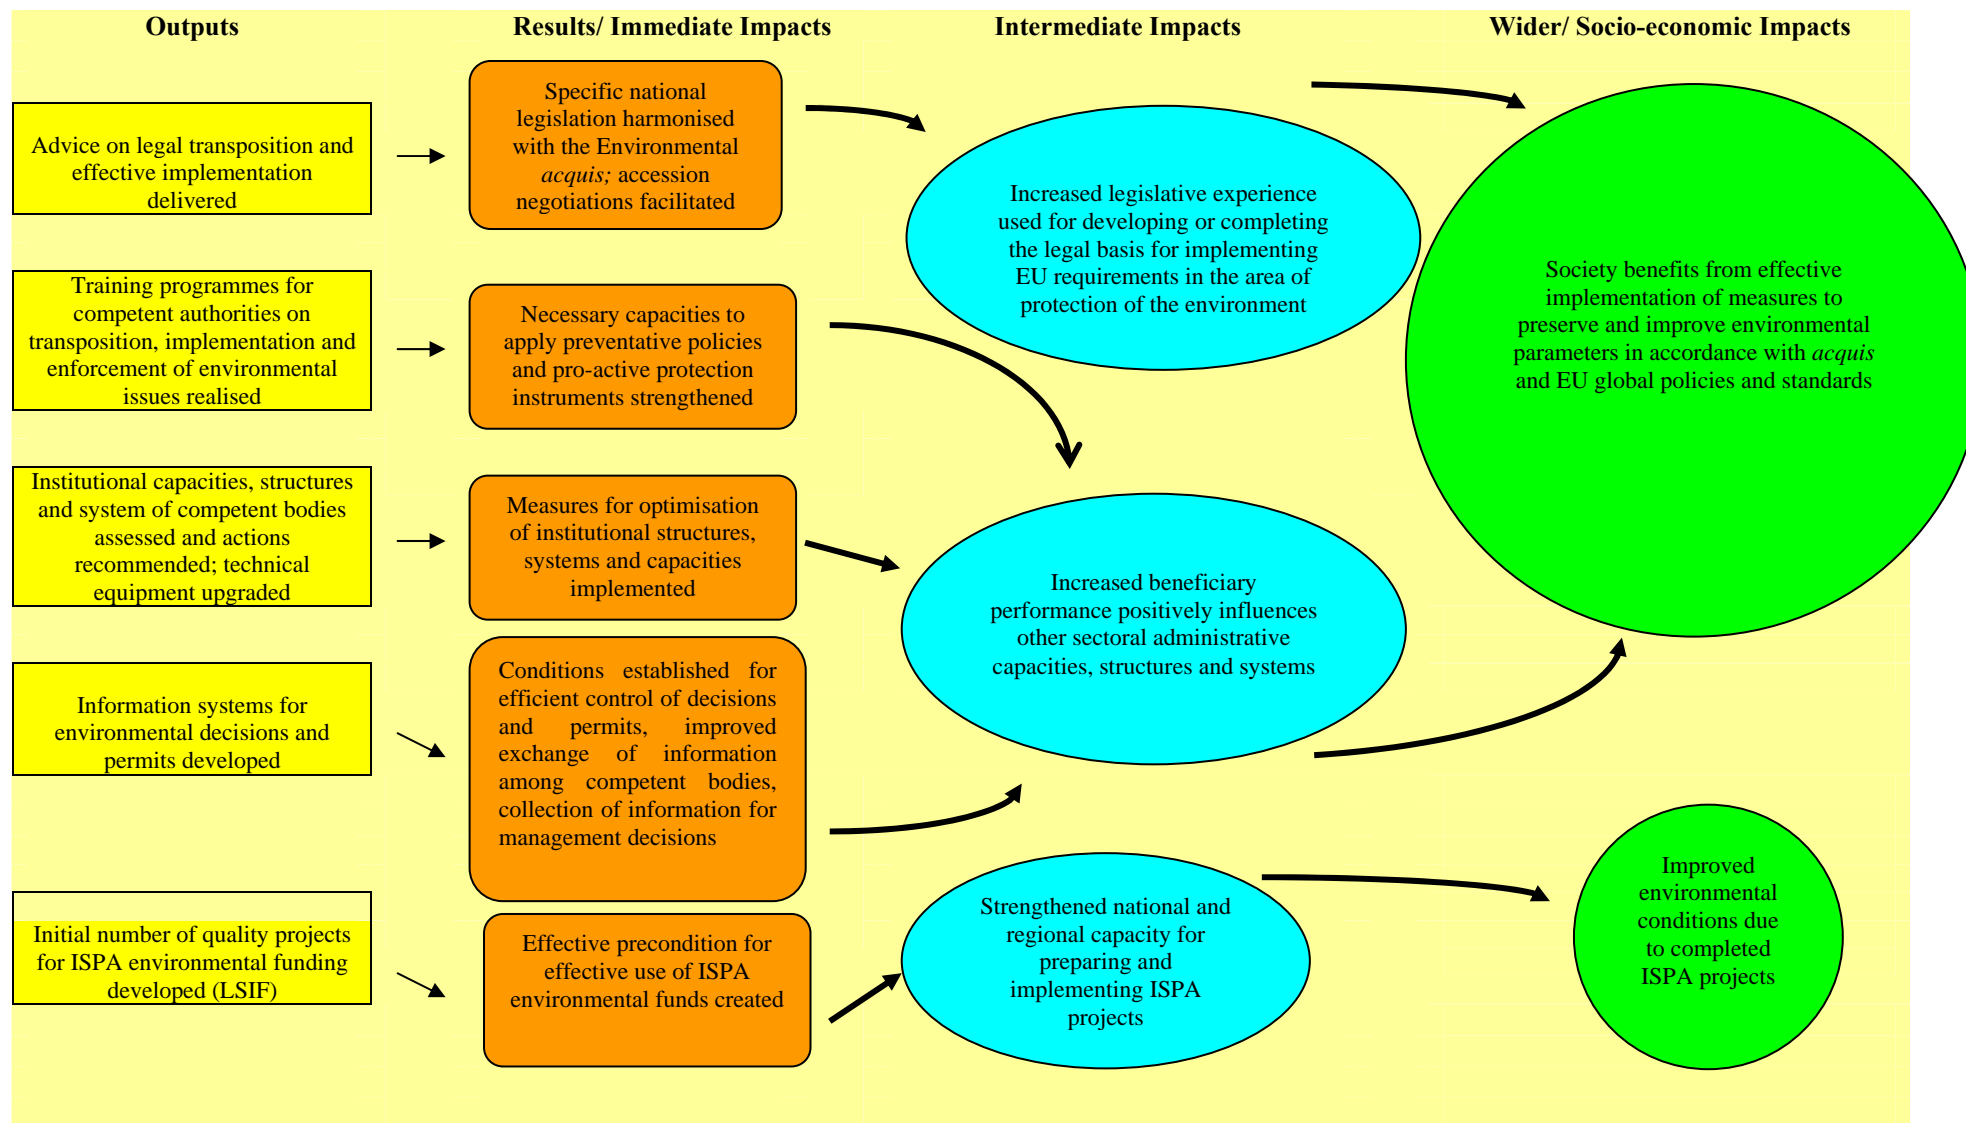 Outputs
Results/ Immediate Impacts
Intermediate Impacts
Wider/ Socio-economic Impacts
Advice on legal transposition and
effective implementation
delivered
Specific national
legislation harmonised
with the Environmental
acquis; accession
negotiations facilitated
Increased legislative experience
used for developing or completing
the legal basis for implementing
EU requirements in the area of
protection of the environment
Society benefits from effective
implementation of measures to
preserve and improve environmental
parameters in accordance with acquis
and EU global policies and standards
Training programmes for
competent authorities on
transposition, implementation and
enforcement of environmental
issues realised
Necessary capacities to
apply preventative policies
and pro-active protection
instruments strengthened
Institutional capacities, structures
and system of competent bodies
assessed and actions
recommended; technical
equipment upgraded
Measures for optimisation
of institutional structures,
systems and capacities
implemented
Increased beneficiary
performance positively influences
other sectoral administrative
capacities, structures and systems
Information systems for
environmental decisions and
permits developed
Conditions established for
efficient control of decisions
and permits, improved
exchange of information
among competent bodies,
collection of information for
management decisions
Initial number of quality projects
for ISPA environmental funding
developed (LSIF)
Effective precondition for
effective use of ISPA
environmental funds created
Strengthened national and
regional capacity for
preparing and
implementing ISPA
projects
Improved
environmental
conditions due
to completed
ISPA projects